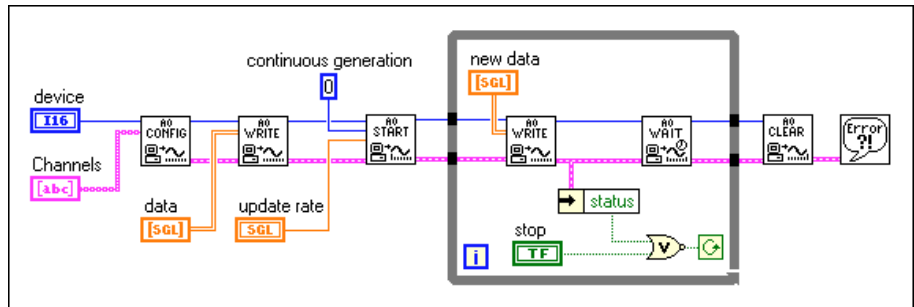 continuous generation
new data
device
0
[SGL]
I16
AO
CONFIG
AO
WRITE
AO
START
AO
WRITE
AO
WAIT
AO
CLEAR
Error
?!
Channels
[abc]
data
update rate
status
[SGL]
SGL
stop
i
TF
V